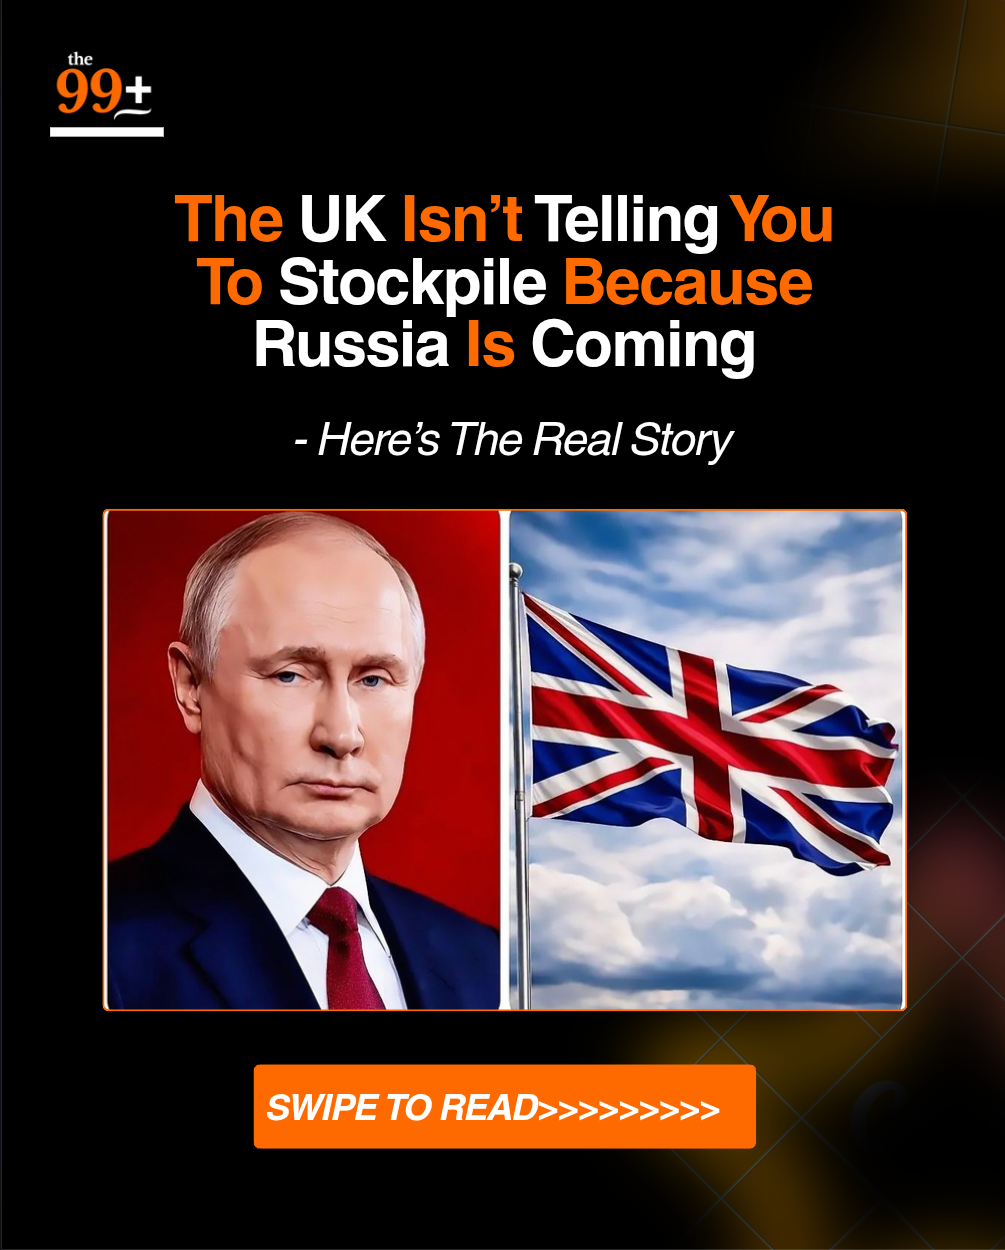 the
99+
The UK Isn’t Telling You
To Stockpile Because
Russia Is Coming
- Here’s The Real Story
SWIPE TO READ>>>>>>>>>